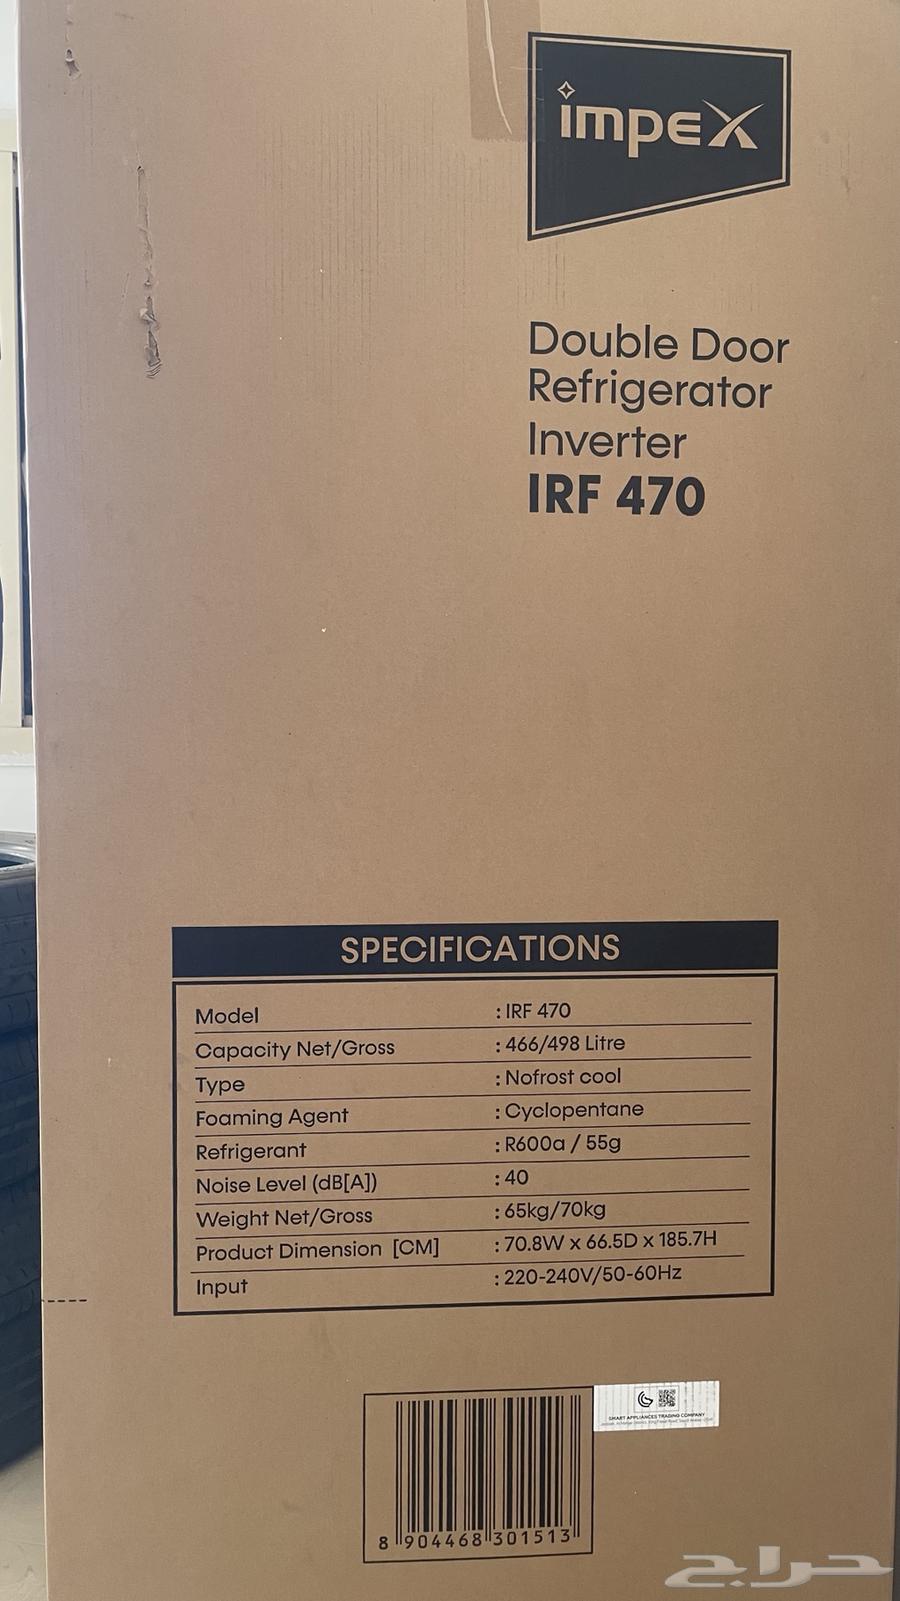 impex
Double Door
Refrigerator
Inverter
IRF 470
SPECIFICATIONS
Model : IRF 470
Capacity Net/Gross : 466/498 Litre
Type : Nofrost cool
Foaming Agent : Cyclopentane
Refrigerant : R600a / 55g
Noise Level (dB[A]) : 40
Weight Net/Gross : 65kg/70kg
Product Dimension [CM] : 70.8W x 66.5D x 185.7H
Input : 220-240V/50-60Hz
SMART APPLIANCES TRADING COMPANY
8 904468 301513
حراج